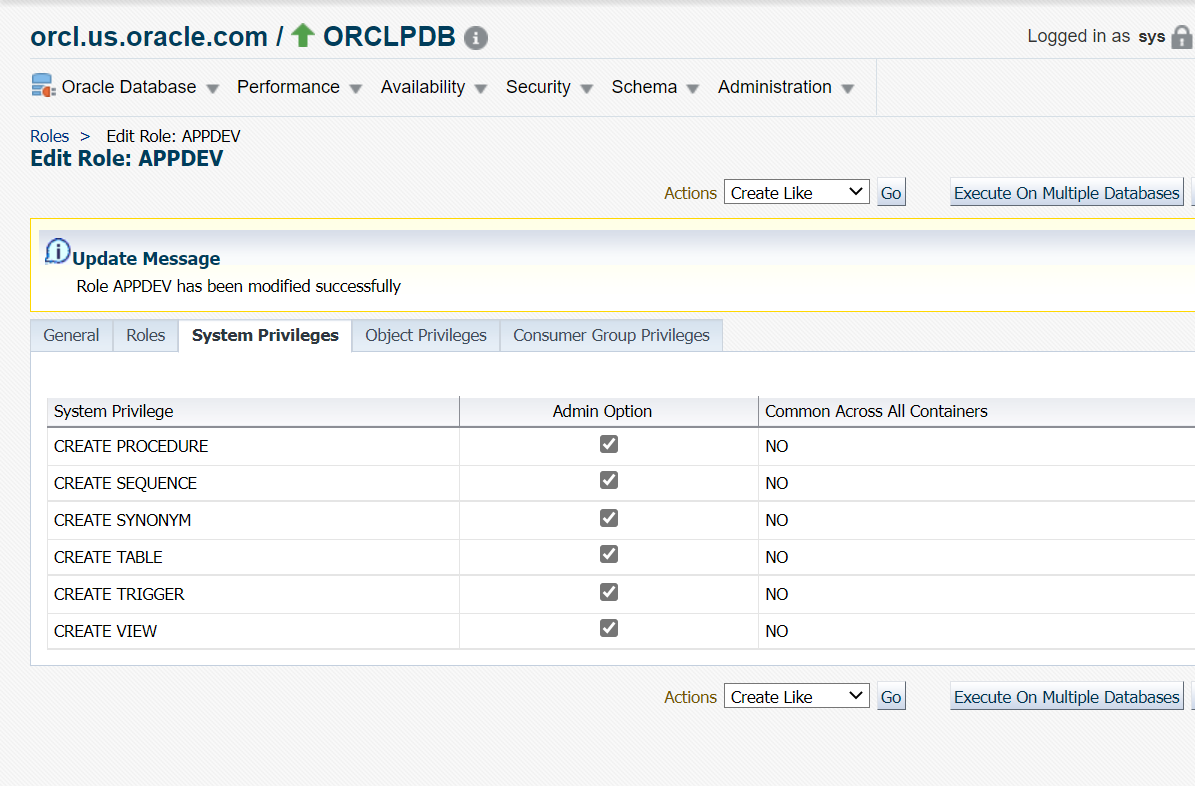 orcl.us.oracle.com / ORCLPDB
Logged in as sys
Oracle Database Performance Availability Security Schema Administration
Roles > Edit Role: APPDEV
Edit Role: APPDEV
Actions Create Like Go Execute On Multiple Databases
Update Message
Role APPDEV has been modified successfully
General Roles System Privileges Object Privileges Consumer Group Privileges
System Privilege Admin Option Common Across All Containers
CREATE PROCEDURE NO
CREATE SEQUENCE NO
CREATE SYNONYM NO
CREATE TABLE NO
CREATE TRIGGER NO
CREATE VIEW NO
Actions Create Like Go Execute On Multiple Databases